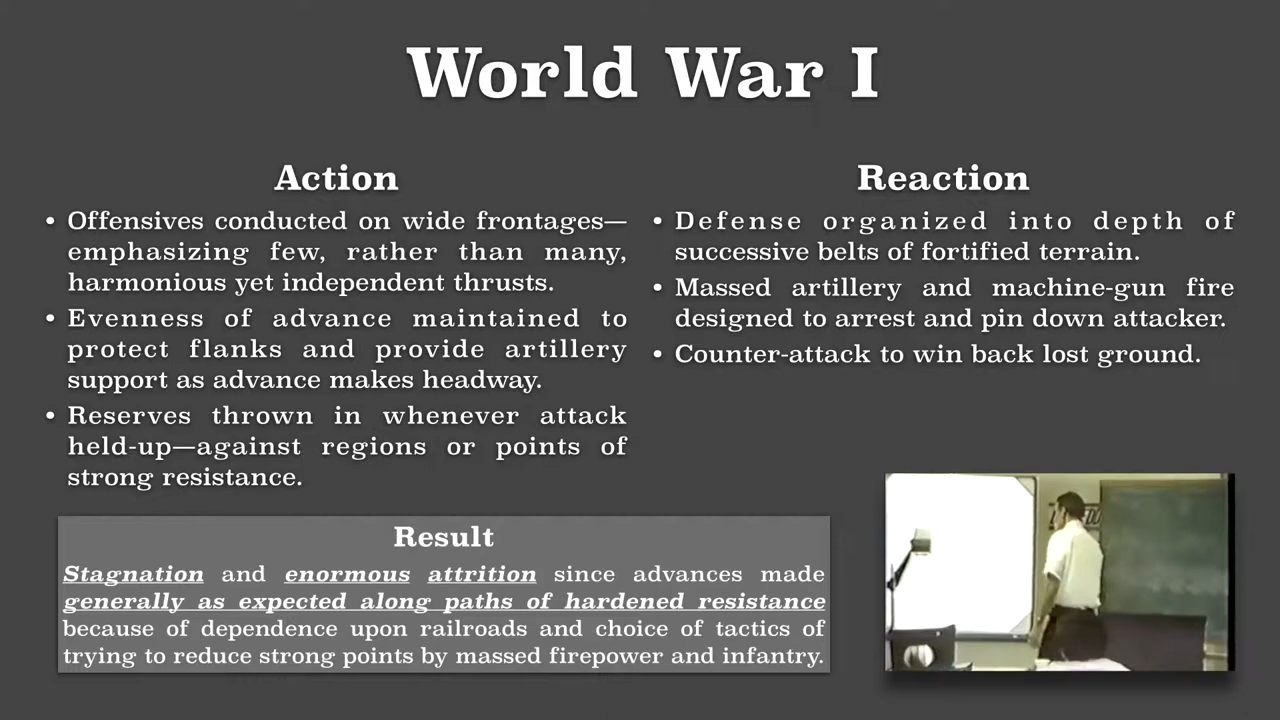 World War I
Action
• Offensives conducted on wide frontages—
emphasizing few, rather than many,
harmonious yet independent thrusts.
• Evenness of advance maintained to
protect flanks and provide artillery
support as advance makes headway.
• Reserves thrown in whenever attack
held-up—against regions or points of
strong resistance.
Reaction
• Defense organized into depth of
successive belts of fortified terrain.
• Massed artillery and machine-gun fire
designed to arrest and pin down attacker.
• Counter-attack to win back lost ground.
Result
Stagnation and enormous attrition since advances made
generally as expected along paths of hardened resistance
because of dependence upon railroads and choice of tactics of
trying to reduce strong points by massed firepower and infantry.